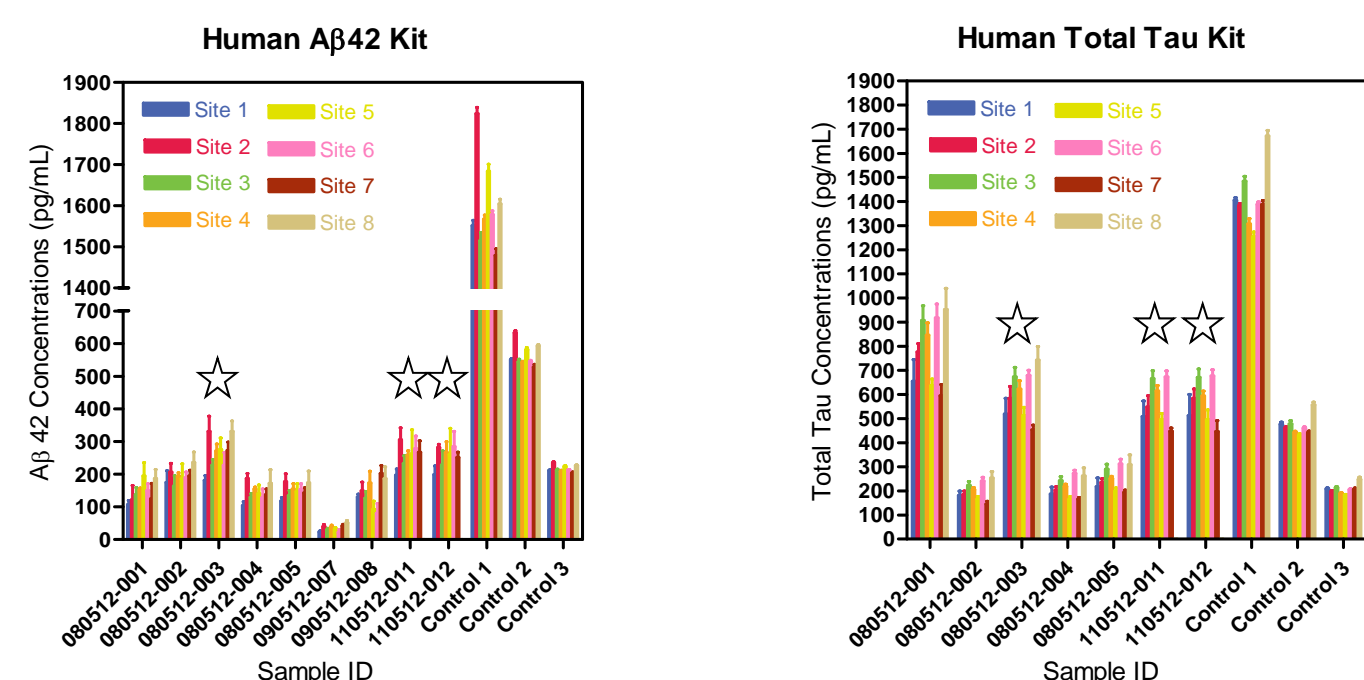 Human Aβ42 Kit
Aβ 42 Concentrations (pg/mL)
1900
1800
1700
1600
1500
1400
700
600
500
400
300
200
100
0
Site 1
Site 2
Site 3
Site 4
Site 5
Site 6
Site 7
Site 8
080512-001
080512-002
080512-003
080512-004
080512-005
090512-007
090512-008
110512-011
110512-012
Control 1
Control 2
Control 3
Sample ID
Human Total Tau Kit
Total Tau Concentrations (pg/mL)
1900
1800
1700
1600
1500
1400
1300
1200
1100
1000
900
800
700
600
500
400
300
200
100
0
Site 1
Site 2
Site 3
Site 4
Site 5
Site 6
Site 7
Site 8
080512-001
080512-002
080512-003
080512-004
080512-005
110512-011
110512-012
Control 1
Control 2
Control 3
Sample ID